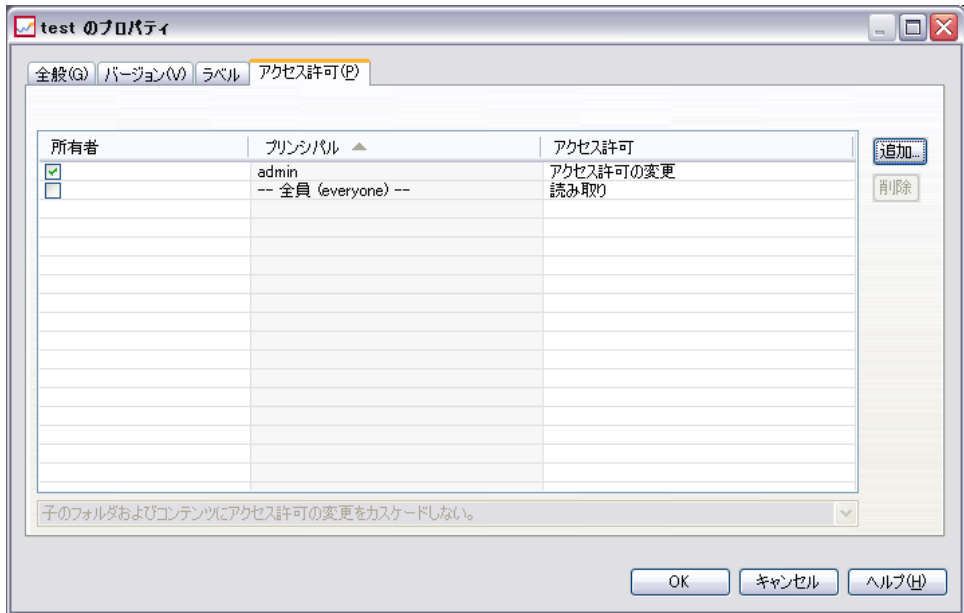 test のプロパティ
全般(G) バージョン(V) ラベル アクセス許可(P)
所有者 プリンシパル アクセス許可
admin アクセス許可の変更
-- 全員 (everyone) -- 読み取り
追加...
削除
子のフォルダおよびコンテンツにアクセス許可の変更をカスケードしない。
OK キャンセル ヘルプ(H)